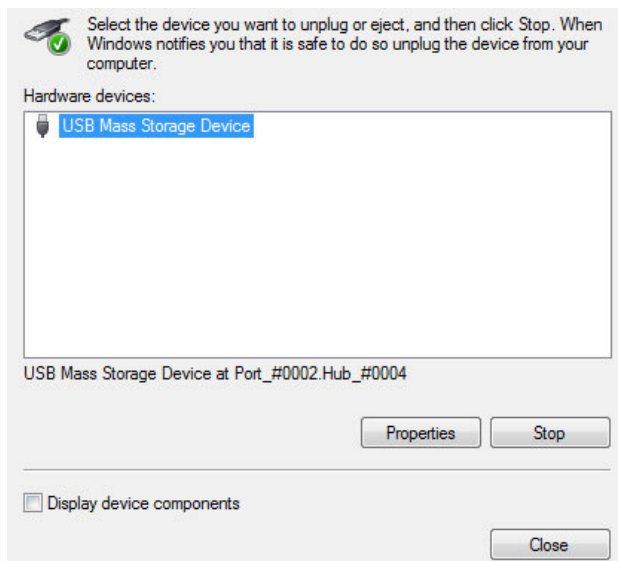 Select the device you want to unplug or eject, and then click Stop. When
Windows notifies you that it is safe to do so unplug the device from your
computer.
Hardware devices:
USB Mass Storage Device
USB Mass Storage Device at Port_#0002.Hub_#0004
Properties
Stop
Display device components
Close